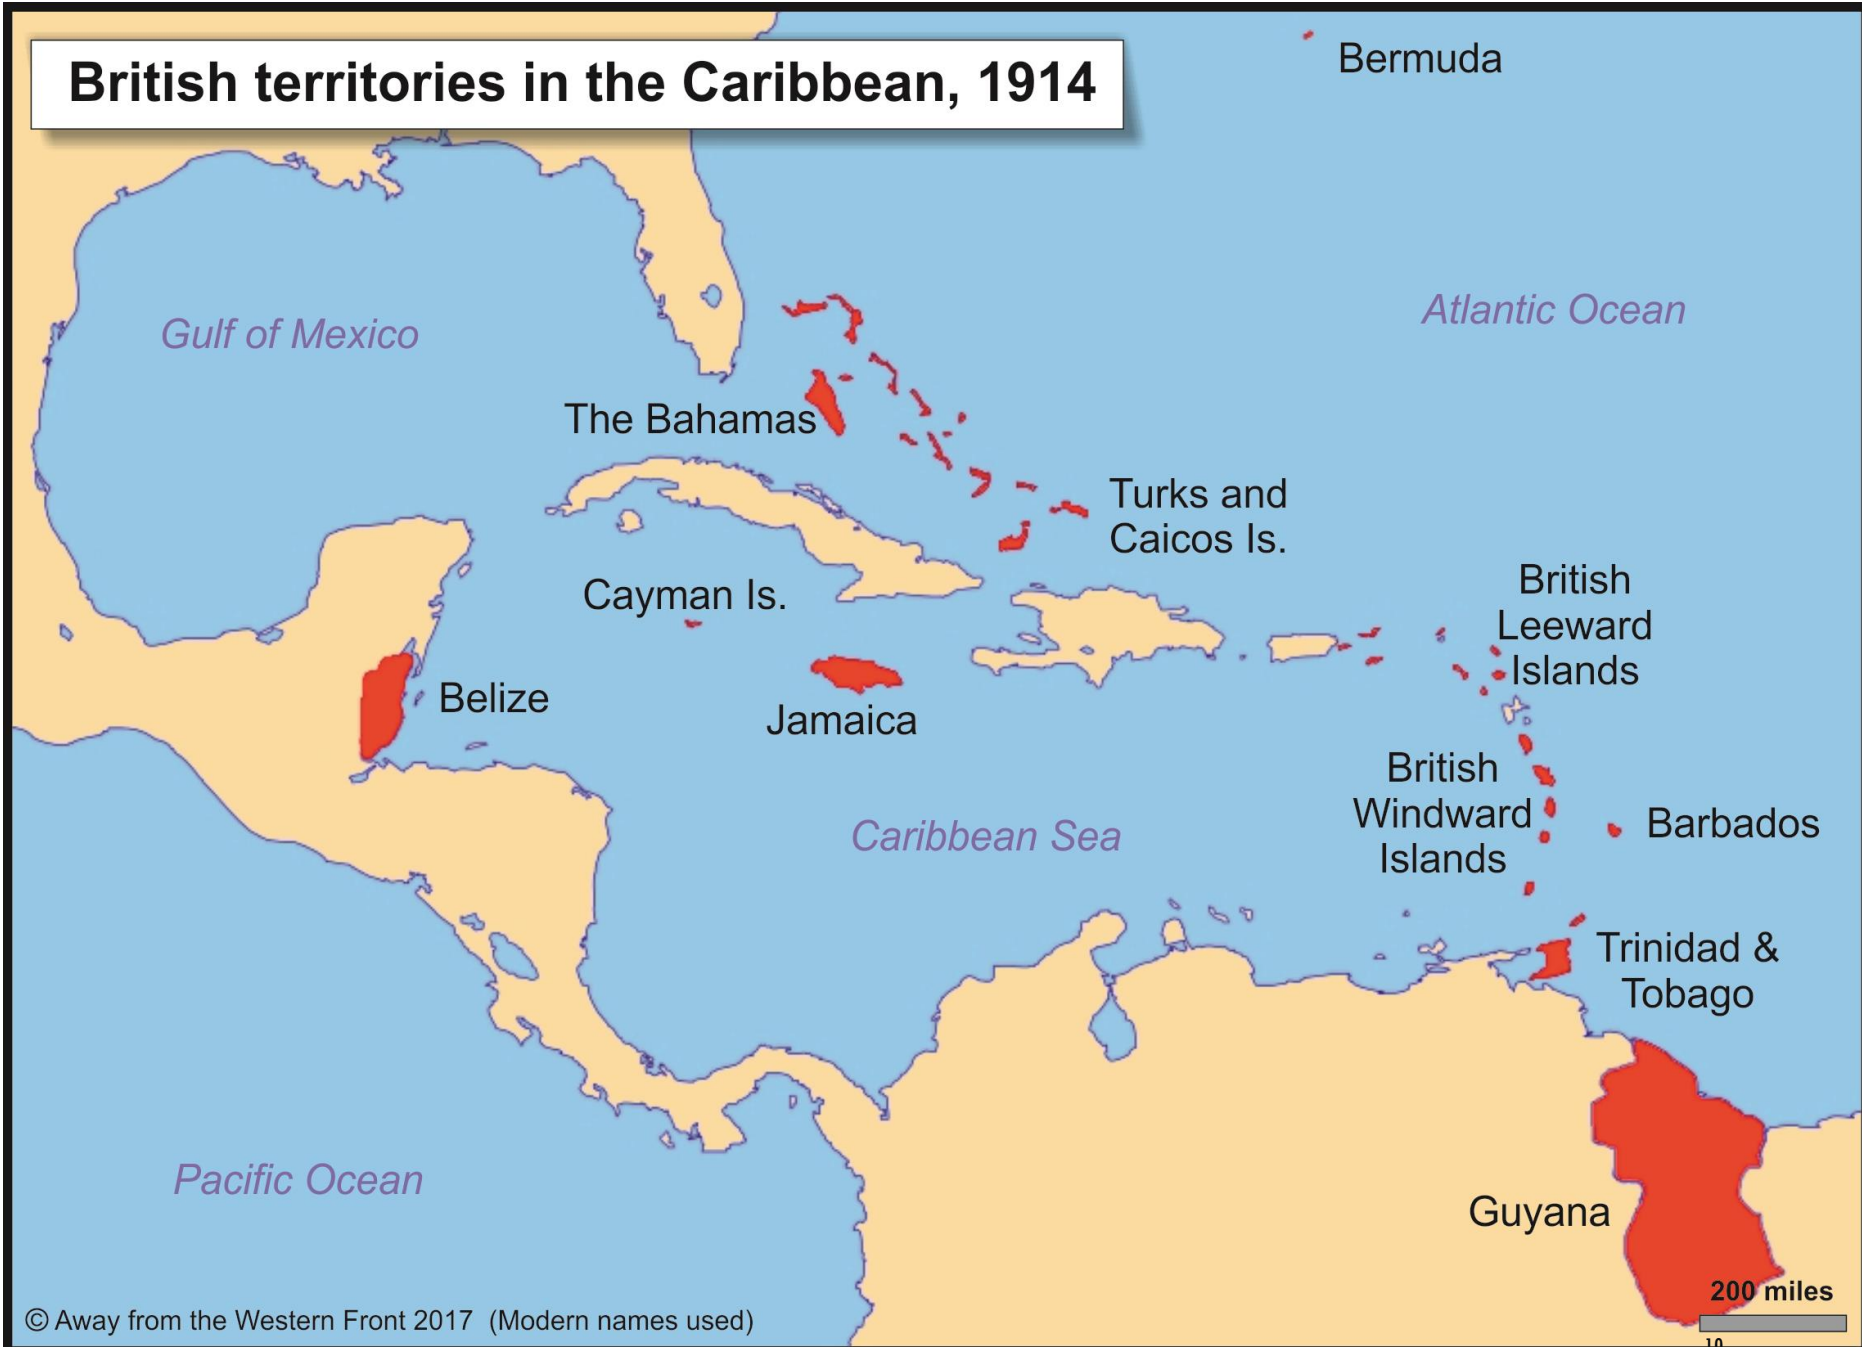 British territories in the Caribbean, 1914
Bermuda
Gulf of Mexico
Atlantic Ocean
The Bahamas
Turks and
Caicos Is.
Cayman Is.
British
Leeward
Islands
Belize
Jamaica
British
Windward
Islands
Caribbean Sea
Barbados
Trinidad &
Tobago
Pacific Ocean
Guyana
200 miles
© Away from the Western Front 2017 (Modern names used)